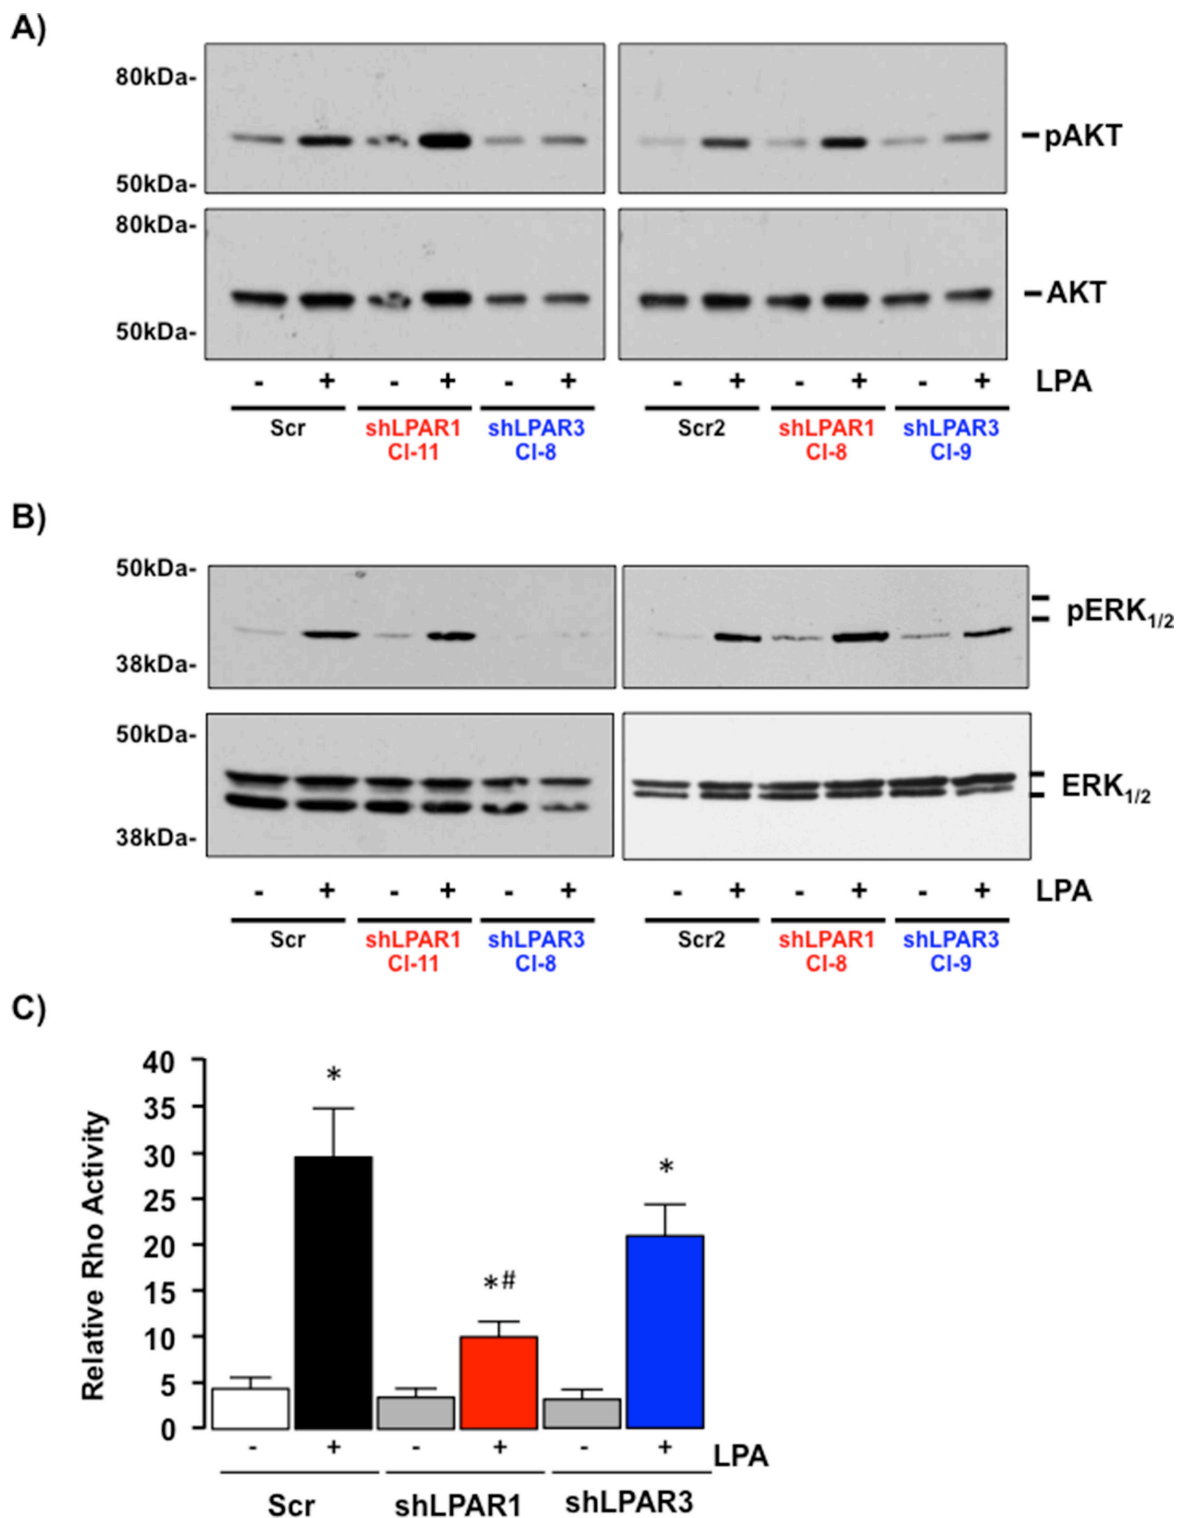 A)
80kDa-
50kDa-
pAKT
80kDa-
50kDa-
AKT
- + - + - + - + - + - + LPA
Scr shLPAR1 shLPAR3 Scr2 shLPAR1 shLPAR3
Cl-11 Cl-8 Cl-8 Cl-9
B)
50kDa-
38kDa-
pERK1/2
50kDa-
38kDa-
ERK1/2
- + - + - + - + - + - + LPA
Scr shLPAR1 shLPAR3 Scr2 shLPAR1 shLPAR3
Cl-11 Cl-8 Cl-8 Cl-9
C)
Relative Rho Activity
40
35
30
25
20
15
10
5
0
*
*#
*
- + - + - + LPA
Scr shLPAR1 shLPAR3